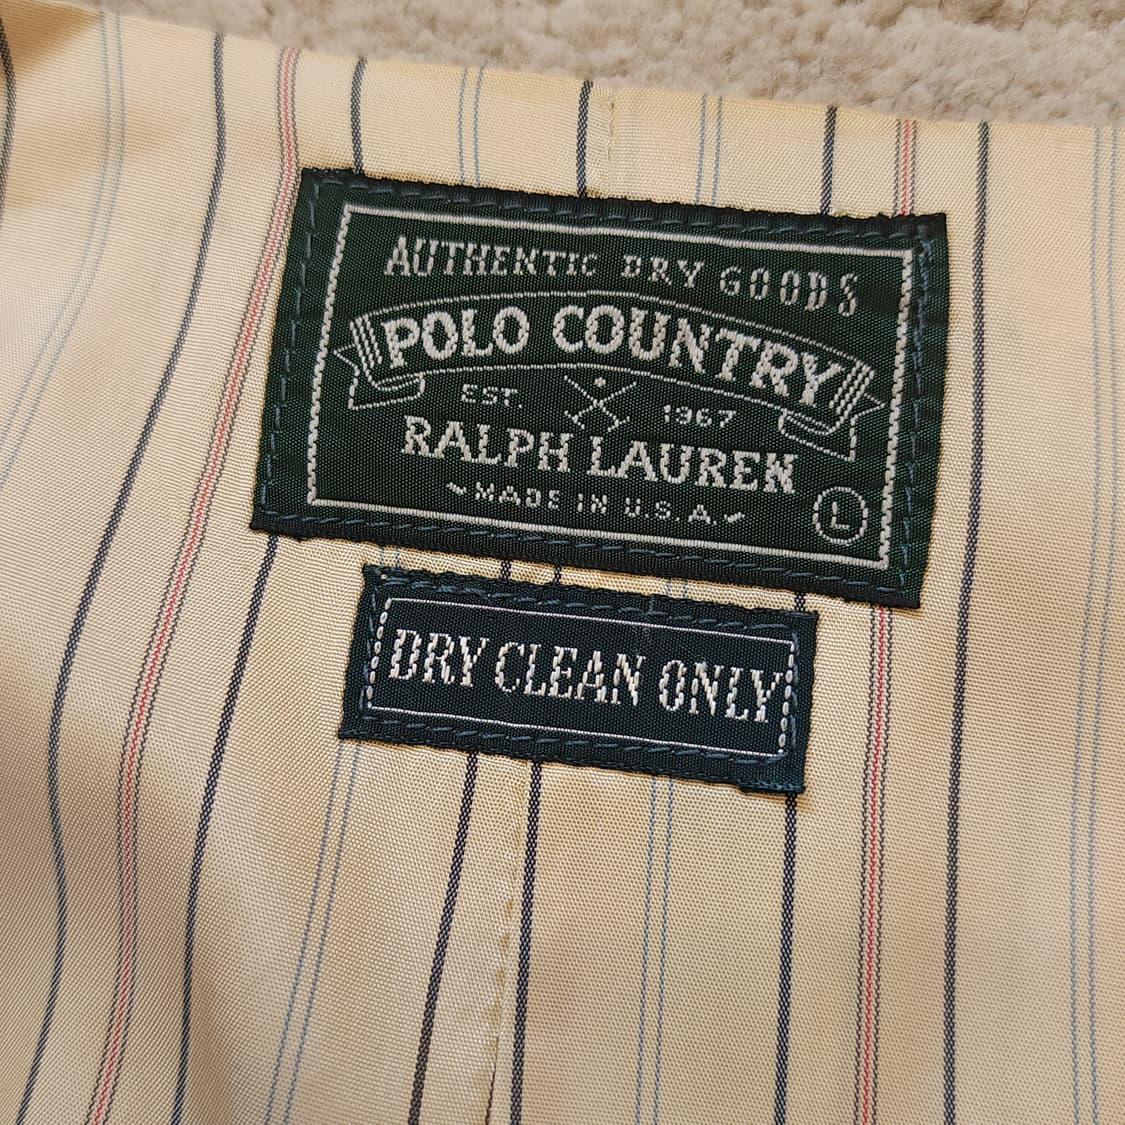 AUTHENTIC DRY GOODS
POLO COUNTRY
EST. 1967
RALPH LAUREN
MADE IN U.S.A.
L
DRY CLEAN ONLY